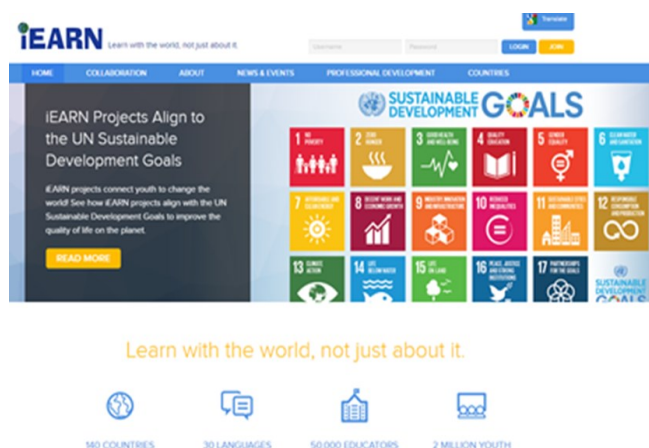 Translate
iEARN Learn with the world, not just about it.
Username Password LOGIN JOIN
HOME COLLABORATION ABOUT NEWS & EVENTS PROFESSIONAL DEVELOPMENT COUNTRIES
SUSTAINABLE DEVELOPMENT GOALS
iEARN Projects Align to
the UN Sustainable
Development Goals
iEARN projects connect youth to change the
world! See how iEARN projects align with the UN
Sustainable Development Goals to improve the
quality of life on the planet.
READ MORE
1 NO POVERTY
2 ZERO HUNGER
3 GOOD HEALTH AND WELL-BEING
4 QUALITY EDUCATION
5 GENDER EQUALITY
6 CLEAN WATER AND SANITATION
7 AFFORDABLE AND CLEAN ENERGY
8 DECENT WORK AND ECONOMIC GROWTH
9 INDUSTRY, INNOVATION AND INFRASTRUCTURE
10 REDUCED INEQUALITIES
11 SUSTAINABLE CITIES AND COMMUNITIES
12 RESPONSIBLE CONSUMPTION AND PRODUCTION
13 CLIMATE ACTION
14 LIFE BELOW WATER
15 LIFE ON LAND
16 PEACE, JUSTICE AND STRONG INSTITUTIONS
17 PARTNERSHIPS FOR THE GOALS
SUSTAINABLE DEVELOPMENT GOALS
Learn with the world, not just about it.
140 COUNTRIES 30 LANGUAGES 50,000 EDUCATORS 2 MILLION YOUTH